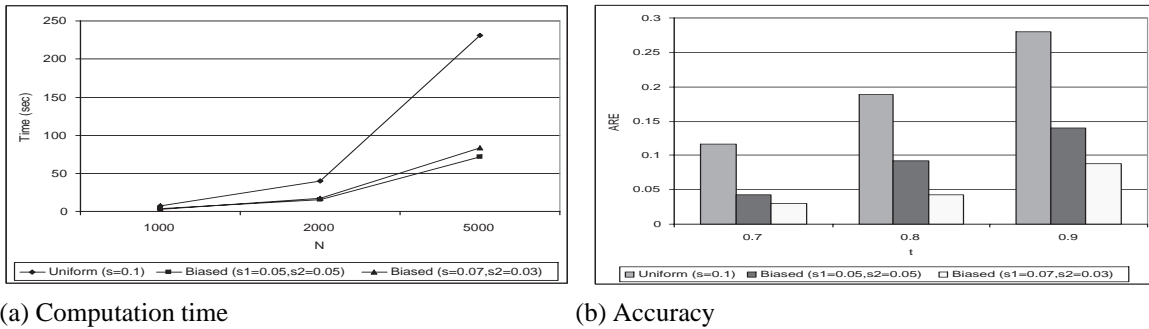 250
200
150
100
50
0
Time (sec)
1000 2000 5000
N
Uniform (s=0.1) Biased (s1=0.05,s2=0.05) Biased (s=0.07,s2=0.03)
(a) Computation time
0.3
0.25
0.2
0.15
0.1
0.05
0
ARE
0.7 0.8 0.9
t
Uniform (s=0.1) Biased (s1=0.05,s2=0.05) Biased (s1=0.07,s2=0.03)
(b) Accuracy